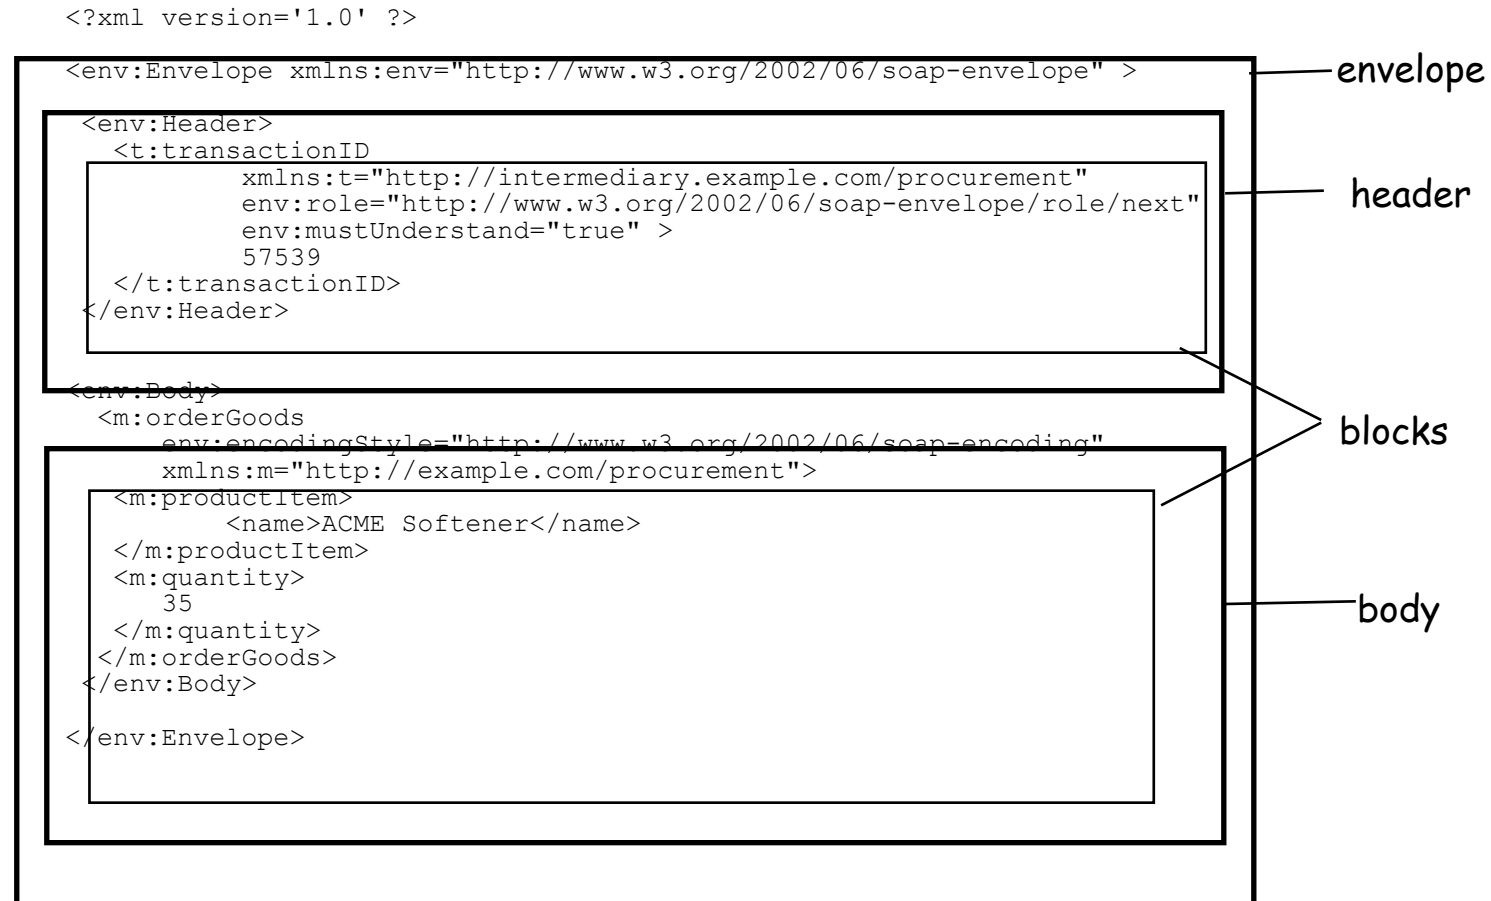 <?xml version='1.0' ?>
<env:Envelope xmlns:env="http://www.w3.org/2002/06/soap-envelope" >
envelope
<env:Header>
<t:transactionID
xmlns:t="http://intermediary.example.com/procurement"
header
env:role="http://www.w3.org/2002/06/soap-envelope/role/next"
env:mustUnderstand="true" >
57539
</t:transactionID>
</env:Header>
<env:Body>
<m:orderGoods
blocks
env:encodingStyle="http://www.w3.org/2002/06/soap-encoding"
xmlns:m="http://example.com/procurement">
<m:productItem>
<name>ACME Softener</name>
</m:productItem>
<m:quantity>
35
body
</m:quantity>
</m:orderGoods>
</env:Body>
</env:Envelope>